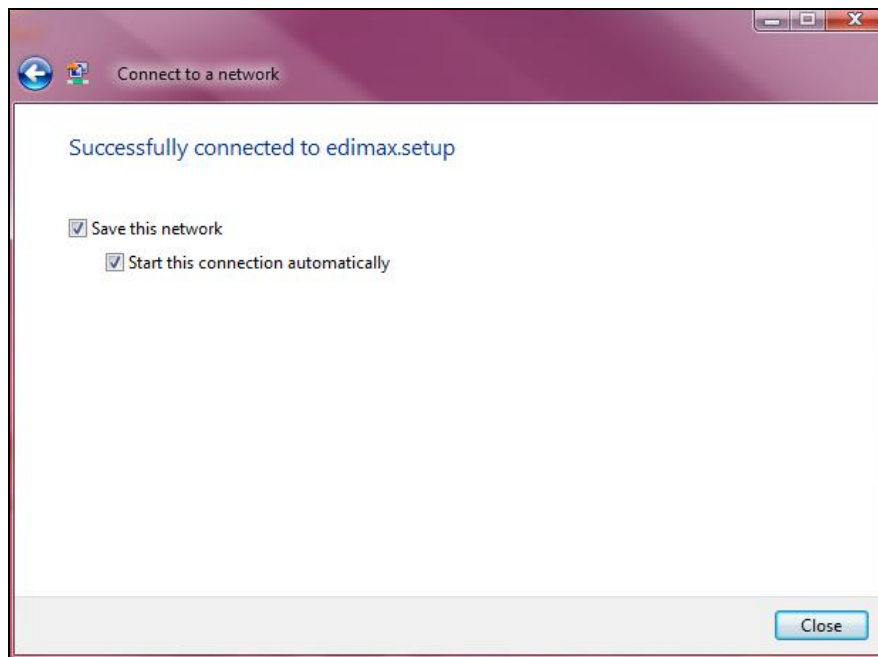 Connect to a network
Successfully connected to edimax.setup
Save this network
Start this connection automatically
Close